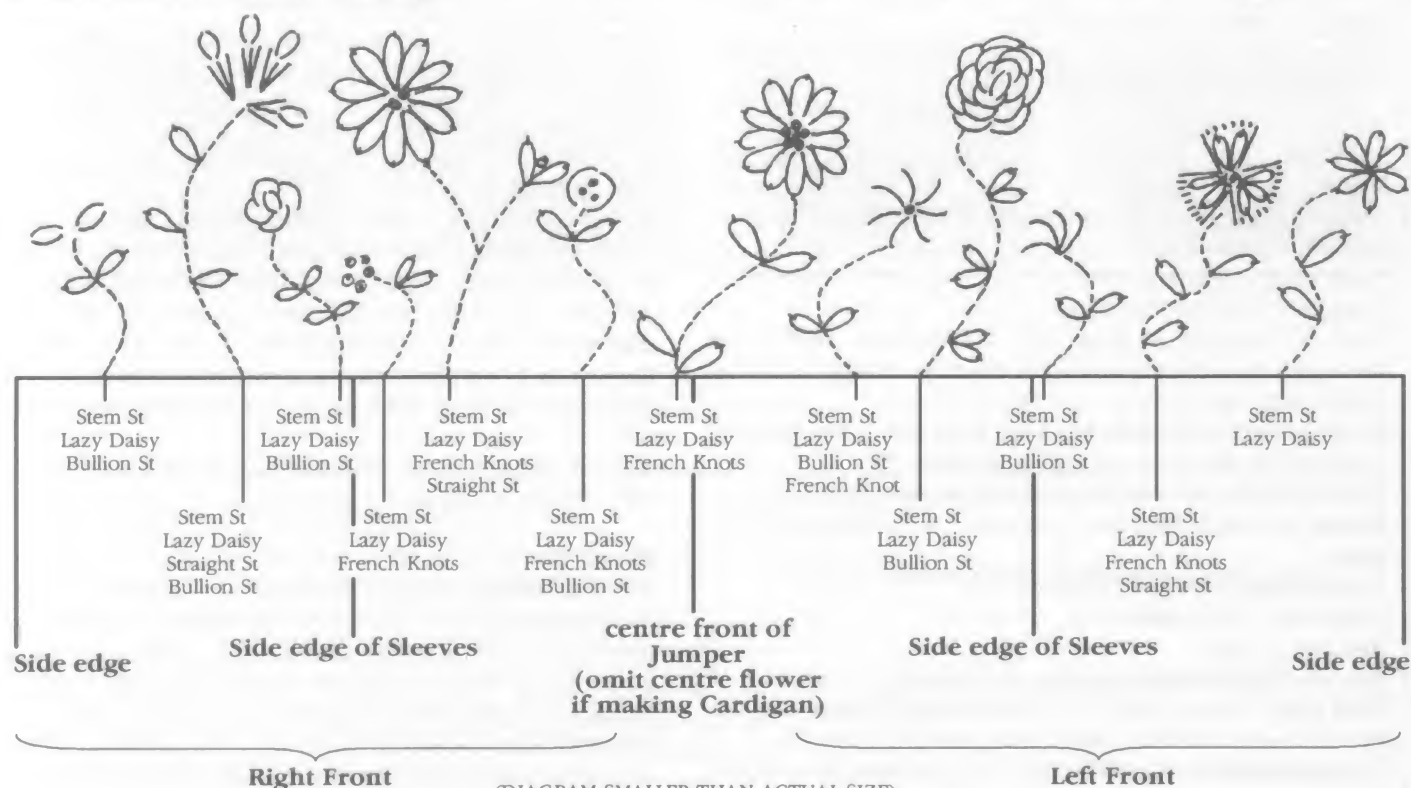 Stem St
Lazy Daisy
Bullion St
Stem St
Lazy Daisy
Straight St
Bullion St
Stem St
Lazy Daisy
Bullion St
Stem St
Lazy Daisy
French Knots
Stem St
Lazy Daisy
French Knots
Straight St
Stem St
Lazy Daisy
French Knots
Bullion St
Stem St
Lazy Daisy
French Knots
Stem St
Lazy Daisy
Bullion St
French Knot
Stem St
Lazy Daisy
Bullion St
Stem St
Lazy Daisy
Bullion St
Stem St
Lazy Daisy
French Knots
Straight St
Stem St
Lazy Daisy
Side edge
Side edge of Sleeves
centre front of
Jumper
(omit centre flower
if making Cardigan)
Side edge of Sleeves
Side edge
Right Front
Left Front
(DIAGRAM SMALLER THAN ACTUAL SIZE)